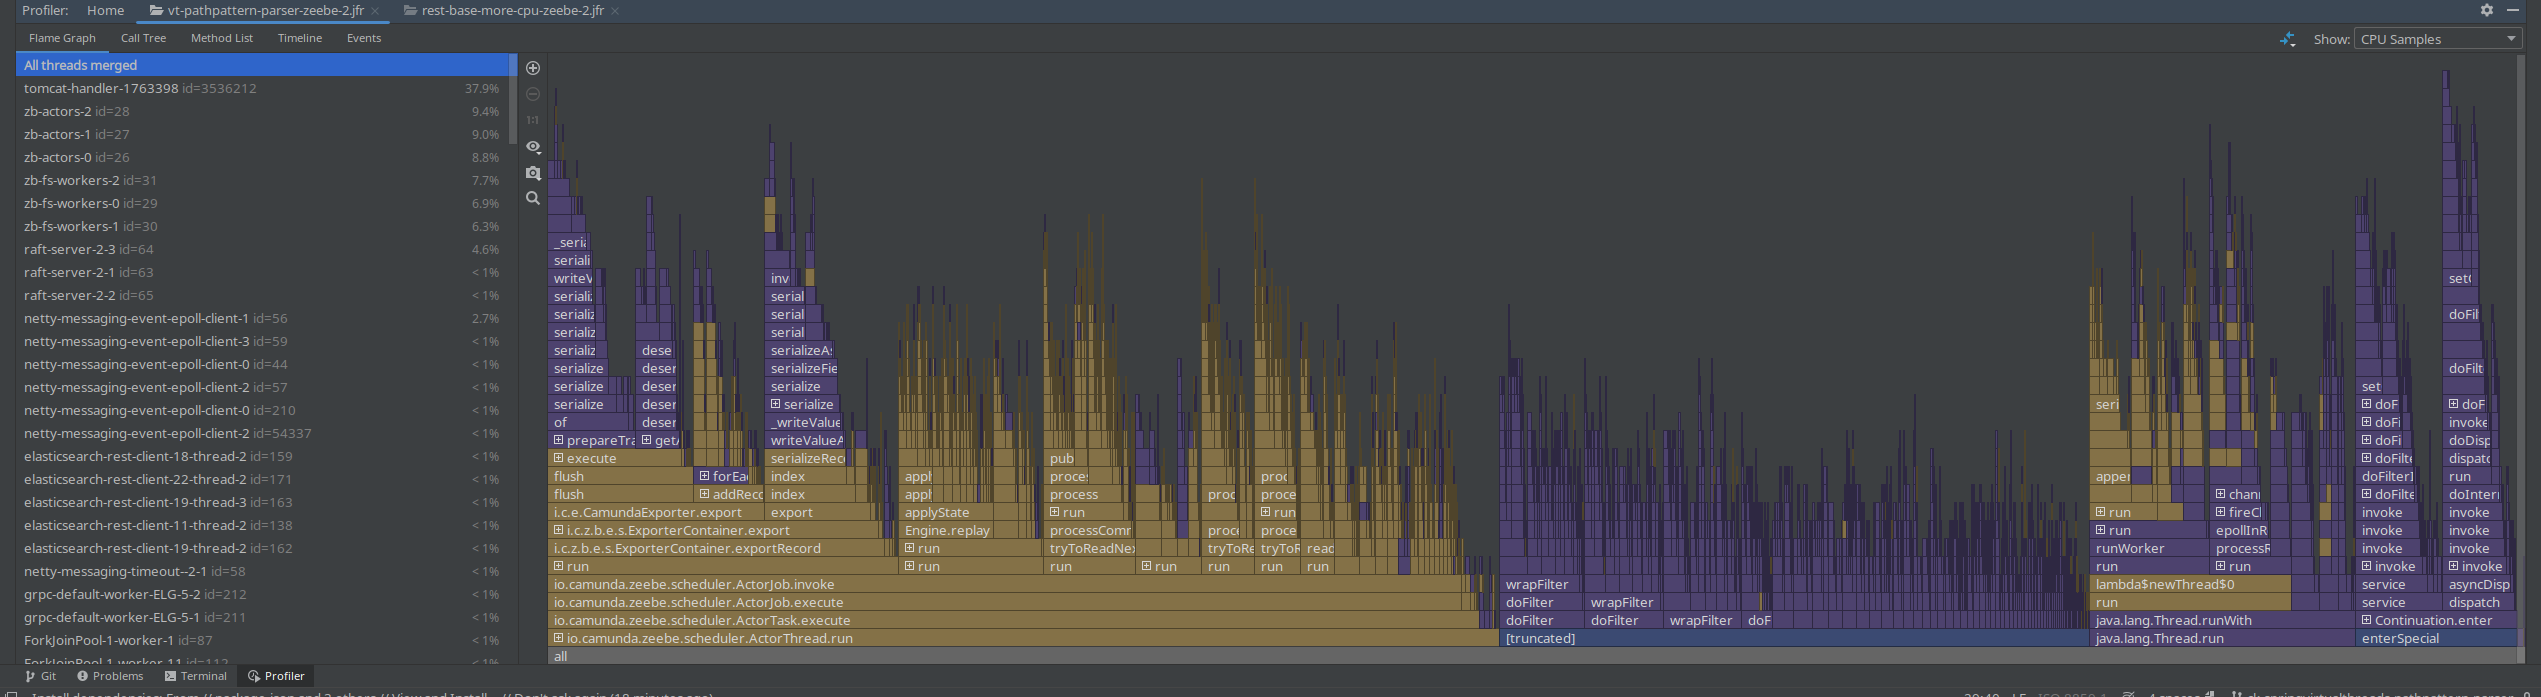 Profiler: Home vt-pathpattern-parser-zeebe-2.jfr rest-base-more-cpu-zeebe-2.jfr
Flame Graph Call Tree Method List Timeline Events Show: CPU Samples
All threads merged
tomcat-handler-1763398 id=3536212 37.9%
zb-actors-2 id=28 9.4%
zb-actors-1 id=27 9.0%
zb-actors-0 id=26 8.8%
zb-fs-workers-2 id=31 7.7%
zb-fs-workers-0 id=29 6.9%
zb-fs-workers-1 id=30 6.3%
raft-server-2-3 id=64 4.6%
raft-server-2-1 id=63 < 1%
raft-server-2-2 id=65 < 1%
netty-messaging-event-epoll-client-1 id=56 2.7%
netty-messaging-event-epoll-client-3 id=59 < 1%
netty-messaging-event-epoll-client-0 id=44 < 1%
netty-messaging-event-epoll-client-2 id=57 < 1%
netty-messaging-event-epoll-client-0 id=210 < 1%
netty-messaging-event-epoll-client-2 id=54337 < 1%
elasticsearch-rest-client-18-thread-2 id=159 < 1%
elasticsearch-rest-client-22-thread-2 id=171 < 1%
elasticsearch-rest-client-19-thread-3 id=163 < 1%
elasticsearch-rest-client-11-thread-2 id=138 < 1%
elasticsearch-rest-client-19-thread-2 id=162 < 1%
netty-messaging-timeout--2-1 id=58 < 1%
grpc-default-worker-ELG-5-2 id=212 < 1%
grpc-default-worker-ELG-5-1 id=211 < 1%
ForkJoinPool-1-worker-1 id=87 < 1%
ForkJoinPool-1-worker-11 id=112 < 1%
1:1
_seria
seriali
writeV inv set
serializ serial
serializ serial doFil
serializ serial
serializ dese serializeA
serialize deser serializeFie doFilt
serialize deser serialize set
serialize deser serialize seri doF doF
of deser _writeValue doFi invoke
prepareTra get writeValueA doFi doDisp
execute serializeRec pub doFilte dispatc
flush forEa index appl proce proc apper doFilterI run
flush addReco index appl process proc proce chan doFilte doInter
i.c.e.CamundaExporter.export export applyState run run run fireC invoke invoke
i.c.z.b.e.s.ExporterContainer.export Engine.replay processComm proce proce run epollInR invoke invoke
i.c.z.b.e.s.ExporterContainer.exportRecord run tryToReadNex tryToRe tryToR read runWorker processR invoke invoke
run run run run run run run run run invoke invoke
io.camunda.zeebe.scheduler.ActorJob.invoke wrapFilter lambda$newThread$0 service asyncDisp
io.camunda.zeebe.scheduler.ActorJob.execute doFilter wrapFilter run service dispatch
io.camunda.zeebe.scheduler.ActorTask.execute doFilter doFilter wrapFilter doF java.lang.Thread.runWith Continuation.enter
io.camunda.zeebe.scheduler.ActorThread.run [truncated] java.lang.Thread.run enterSpecial
all
Git Problems Terminal Profiler